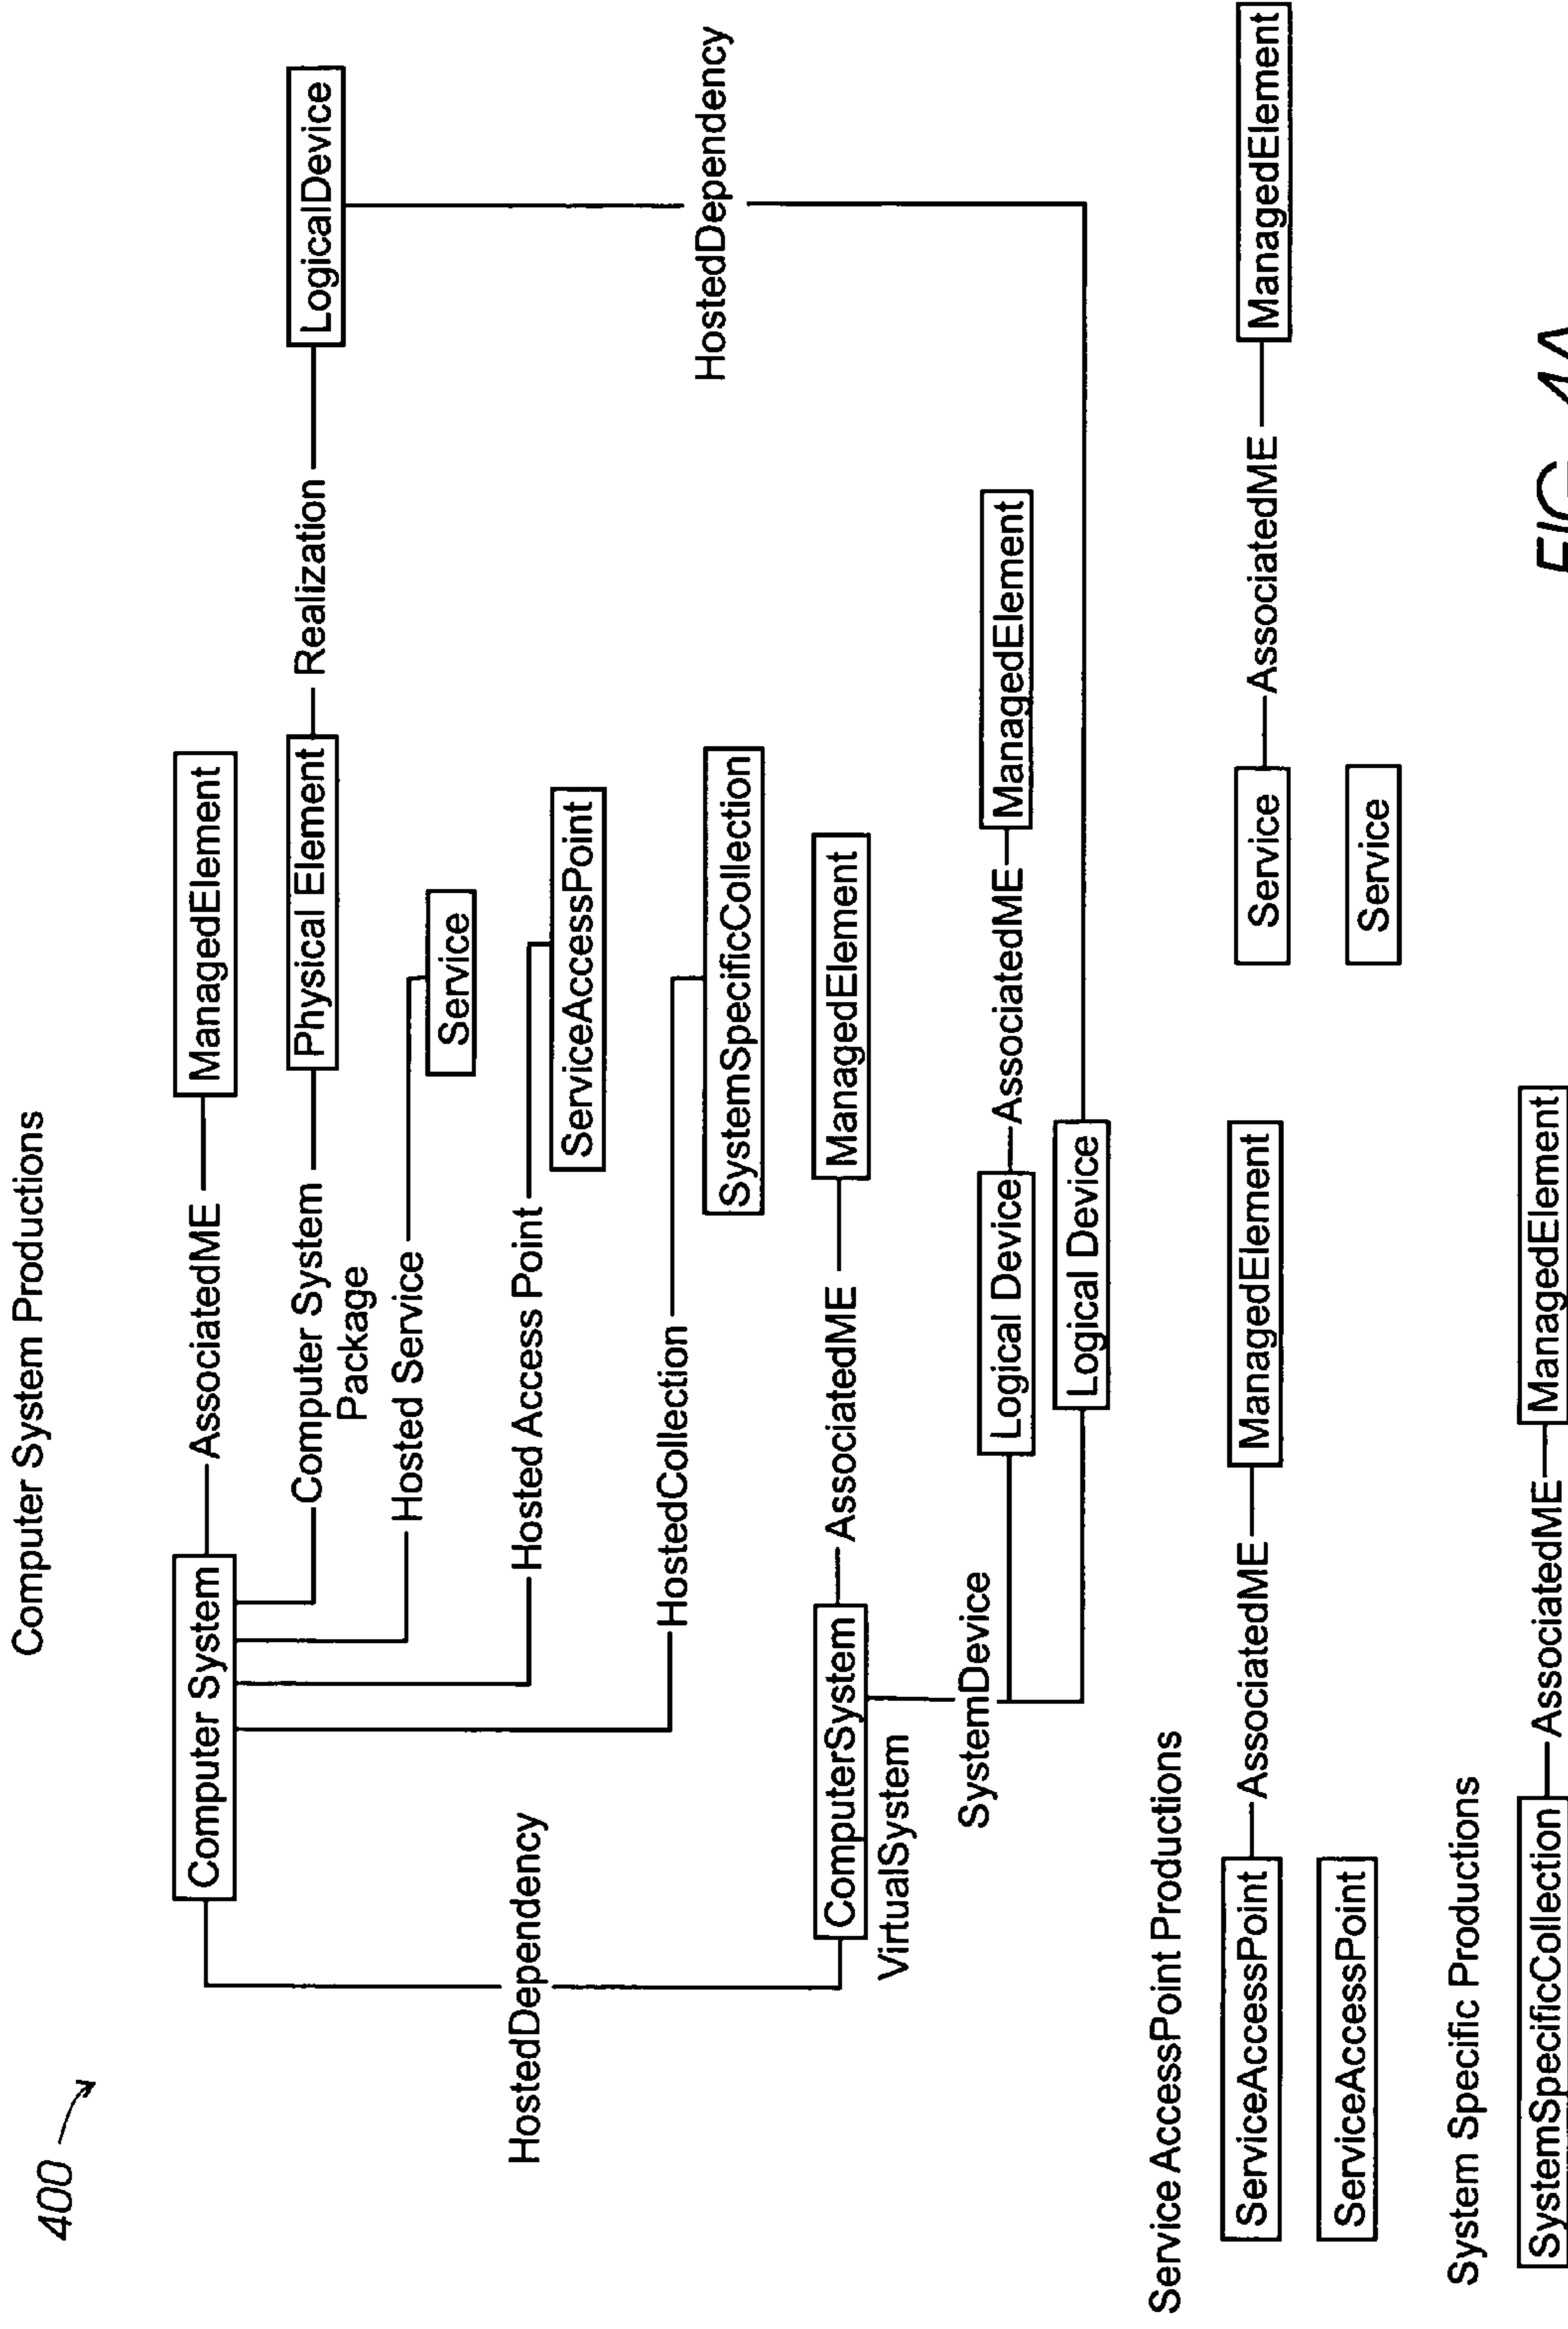 400
Computer System Productions
Computer System
AssociatedME
ManagedElement
Computer System
Package
Physical Element
Realization
LogicalDevice
Hosted Service
Service
Hosted Access Point
ServiceAccessPoint
HostedDependency
HostedCollection
SystemSpecificCollection
HostedDependency
ComputerSystem
VirtualSystem
AssociatedME
ManagedElement
SystemDevice
Logical Device
AssociatedME
ManagedElement
Logical Device
Service AccessPoint Productions
ServiceAccessPoint
AssociatedME
ManagedElement
Service
AssociatedME
ManagedElement
ServiceAccessPoint
Service
System Specific Productions
SystemSpecificCollection
AssociatedME
ManagedElement
FIG. 4A